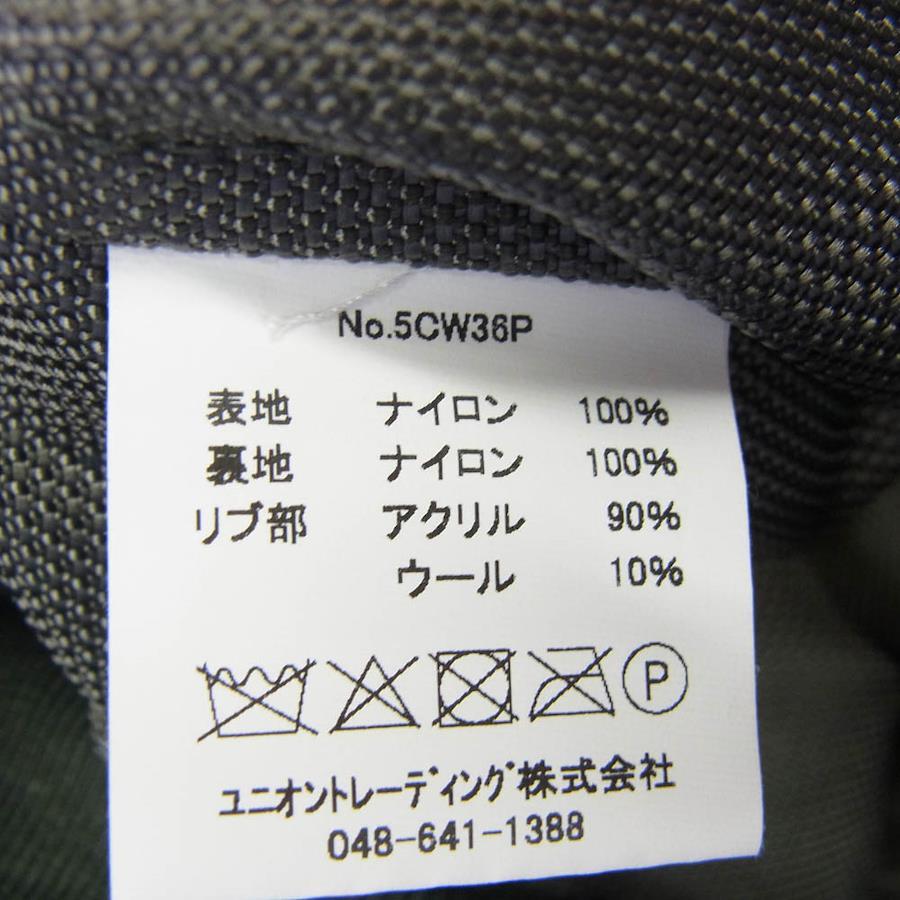 No.5CW36P
表地 ナイロン 100%
裏地 ナイロン 100%
リブ部 アクリル 90%
ウール 10%
P
ユニオントレーディング株式会社
048-641-1388